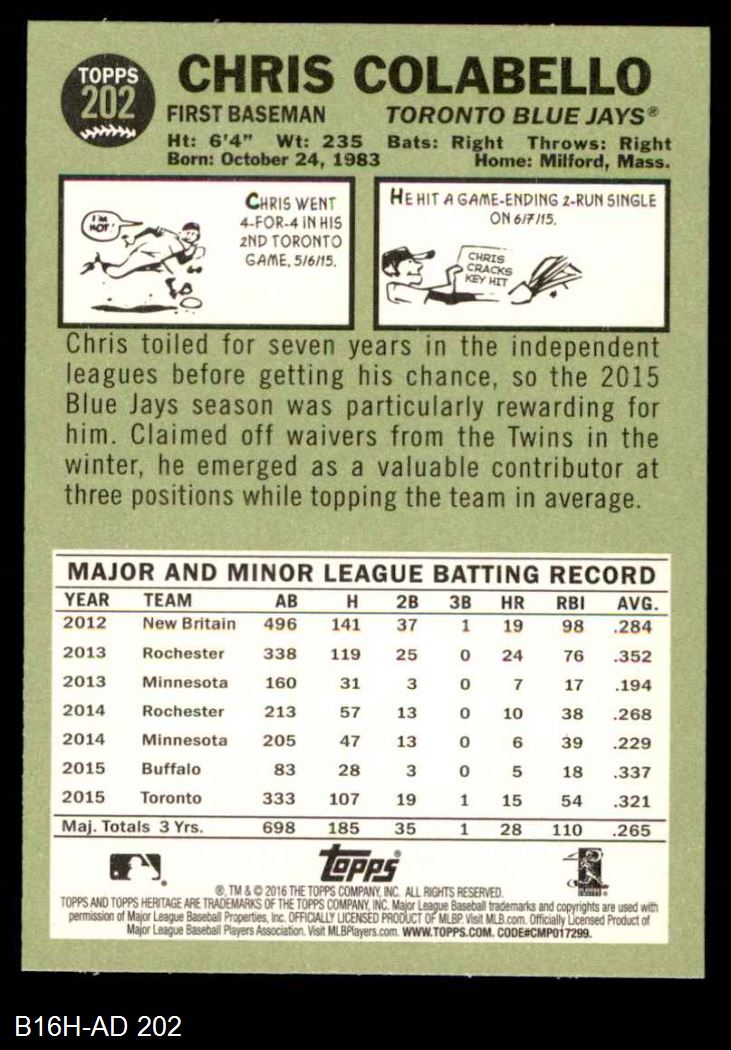 TOPPS
202
CHRIS COLABELLO
FIRST BASEMAN TORONTO BLUE JAYS®
Ht: 6'4" Wt: 235 Bats: Right Throws: Right
Born: October 24, 1983 Home: Milford, Mass.
I'M
HOT!
CHRIS WENT
4-FOR-4 IN HIS
2ND TORONTO
GAME, 5/6/15.
HE HIT A GAME-ENDING 2-RUN SINGLE
ON 6/7/15.
CHRIS
CRACKS
KEY HIT
Chris toiled for seven years in the independent
leagues before getting his chance, so the 2015
Blue Jays season was particularly rewarding for
him. Claimed off waivers from the Twins in the
winter, he emerged as a valuable contributor at
three positions while topping the team in average.
MAJOR AND MINOR LEAGUE BATTING RECORD
YEAR TEAM AB H 2B 3B HR RBI AVG.
2012 New Britain 496 141 37 1 19 98 .284
2013 Rochester 338 119 25 0 24 76 .352
2013 Minnesota 160 31 3 0 7 17 .194
2014 Rochester 213 57 13 0 10 38 .268
2014 Minnesota 205 47 13 0 6 39 .229
2015 Buffalo 83 28 3 0 5 18 .337
2015 Toronto 333 107 19 1 15 54 .321
Maj. Totals 3 Yrs. 698 185 35 1 28 110 .265
Topps®
®, TM & © 2016 THE TOPPS COMPANY, INC. ALL RIGHTS RESERVED.
TOPPS AND TOPPS HERITAGE ARE TRADEMARKS OF THE TOPPS COMPANY, INC. Major League Baseball trademarks and copyrights are used with
permission of Major League Baseball Properties, Inc. OFFICIALLY LICENSED PRODUCT OF MLBP. Visit MLB.com. Officially Licensed Product of
Major League Baseball Players Association. Visit MLBPlayers.com. WWW.TOPPS.COM. CODE#CMP017299.
B16H-AD 202